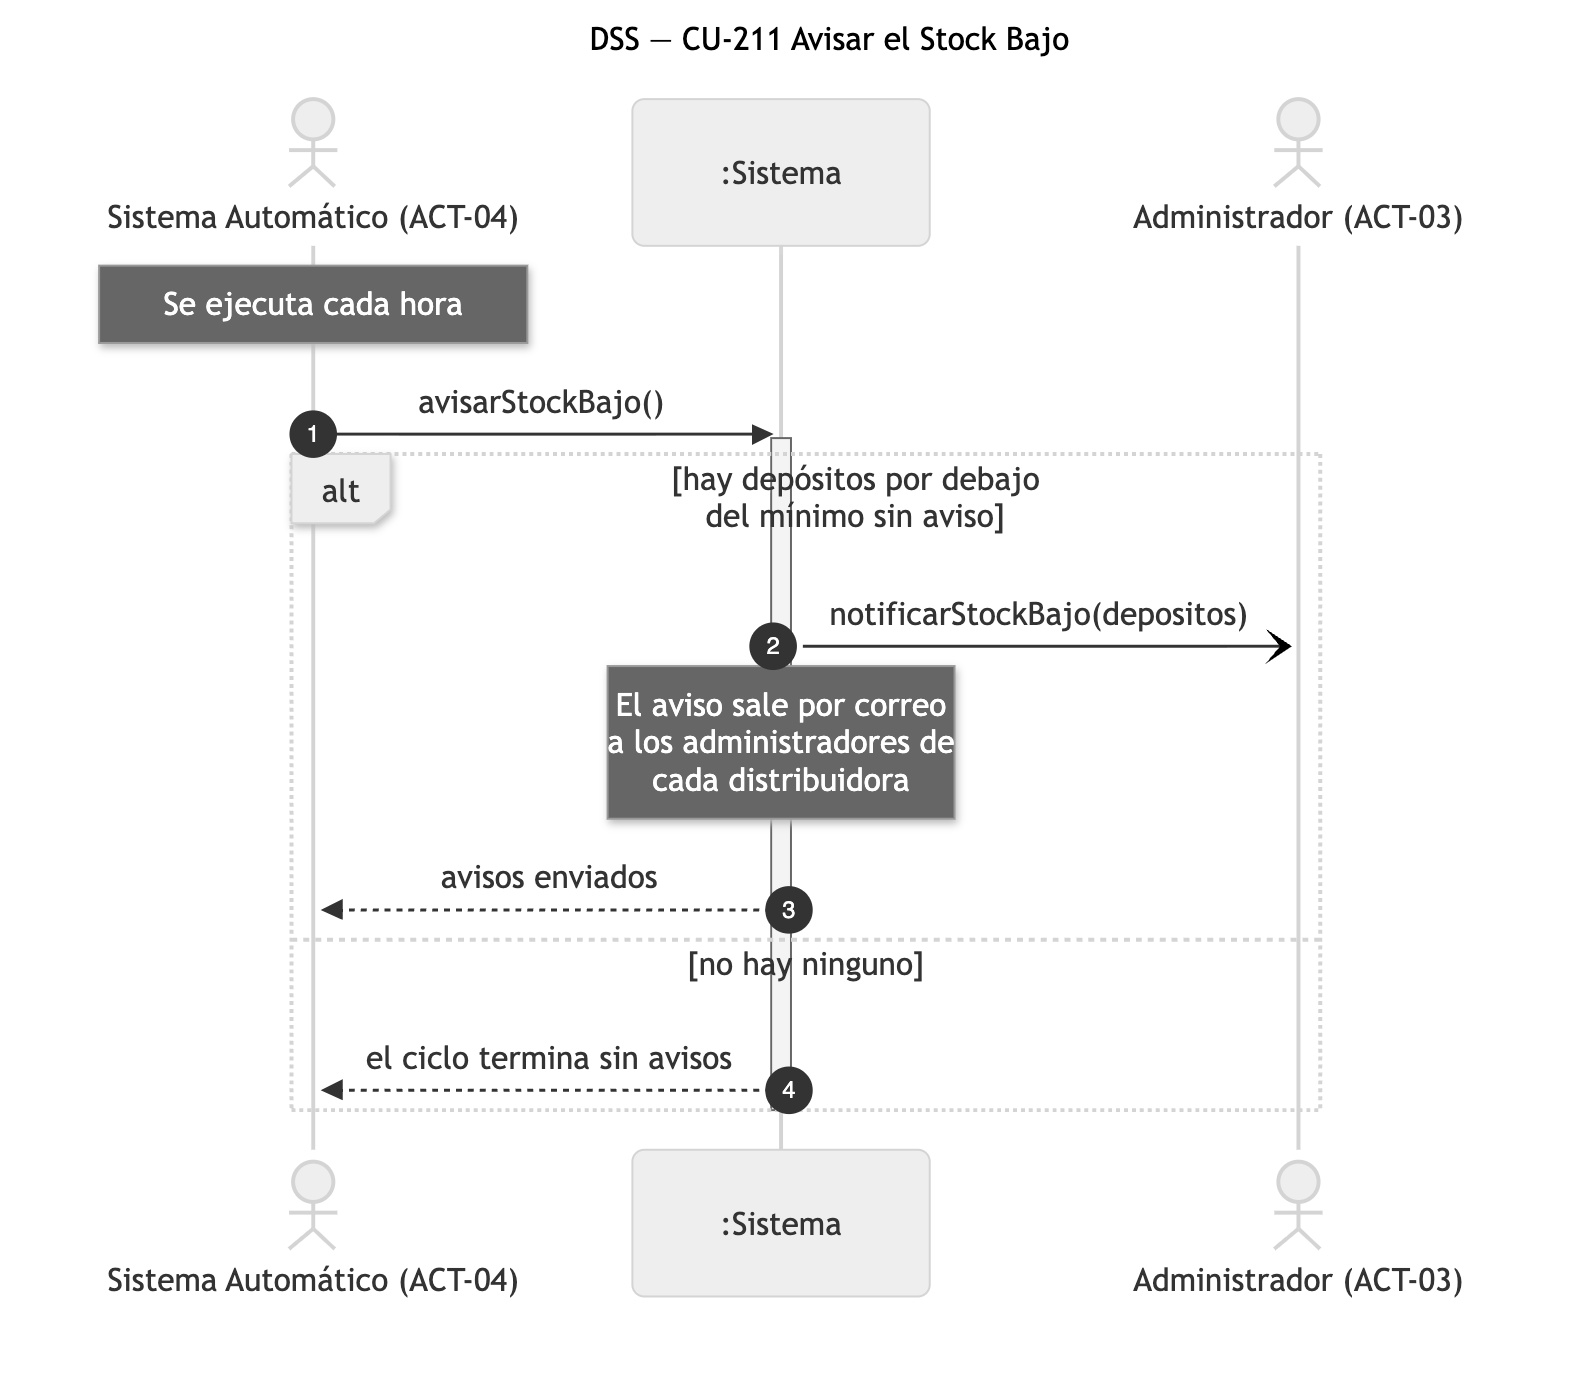 DSS — CU-211 Avisar el Stock Bajo
:Sistema
Sistema Automático (ACT-04)
Administrador (ACT-03)
Se ejecuta cada hora
avisarStockBajo()
1
alt
[hay depósitos por debajo
del mínimo sin aviso]
notificarStockBajo(depositos)
2
El aviso sale por correo
a los administradores de
cada distribuidora
avisos enviados
3
[no hay ninguno]
el ciclo termina sin avisos
4
:Sistema
Sistema Automático (ACT-04)
Administrador (ACT-03)